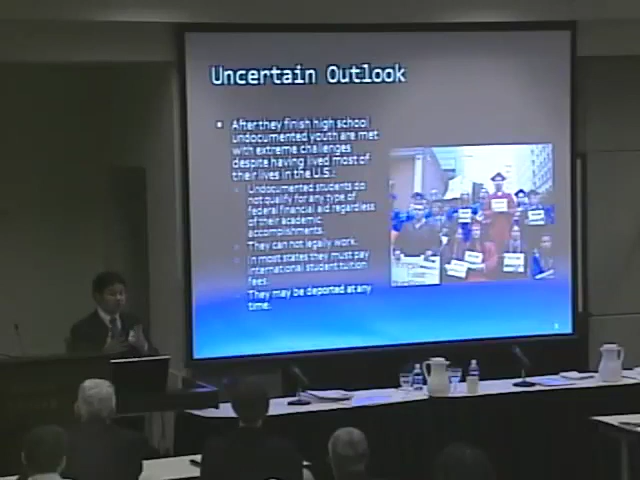 Uncertain Outlook
After they finish high school
undocumented youth are met
with extreme challenges
despite having lived most of
their lives in the U.S.:
Undocumented students do
not qualify for any type of
federal financial aid regardless
of their academic
accomplishments.
They can not legally work.
In most states they must pay
international student tuition
fees.
They may be deported at any
time.